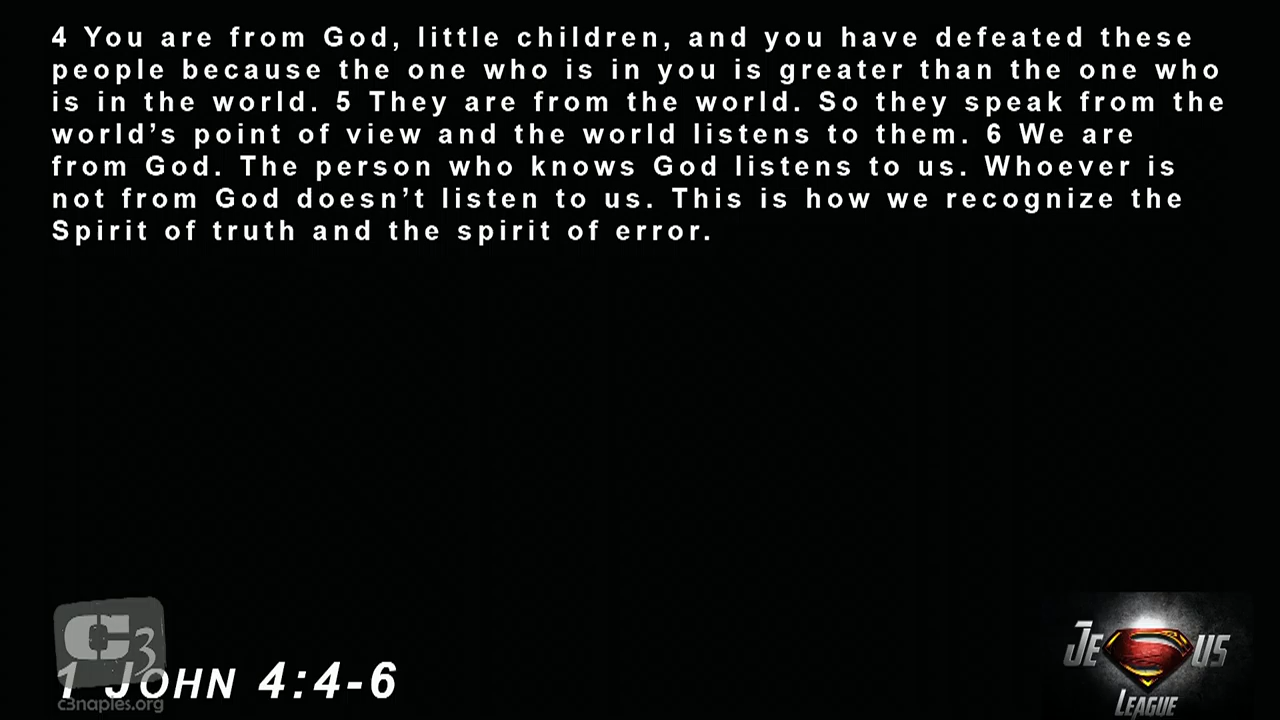 4 You are from God, little children, and you have defeated these
people because the one who is in you is greater than the one who
is in the world. 5 They are from the world. So they speak from the
world’s point of view and the world listens to them. 6 We are
from God. The person who knows God listens to us. Whoever is
not from God doesn’t listen to us. This is how we recognize the
Spirit of truth and the spirit of error.
C3
1 JOHN 4:4-6
c3naples.org
JESUS
LEAGUE